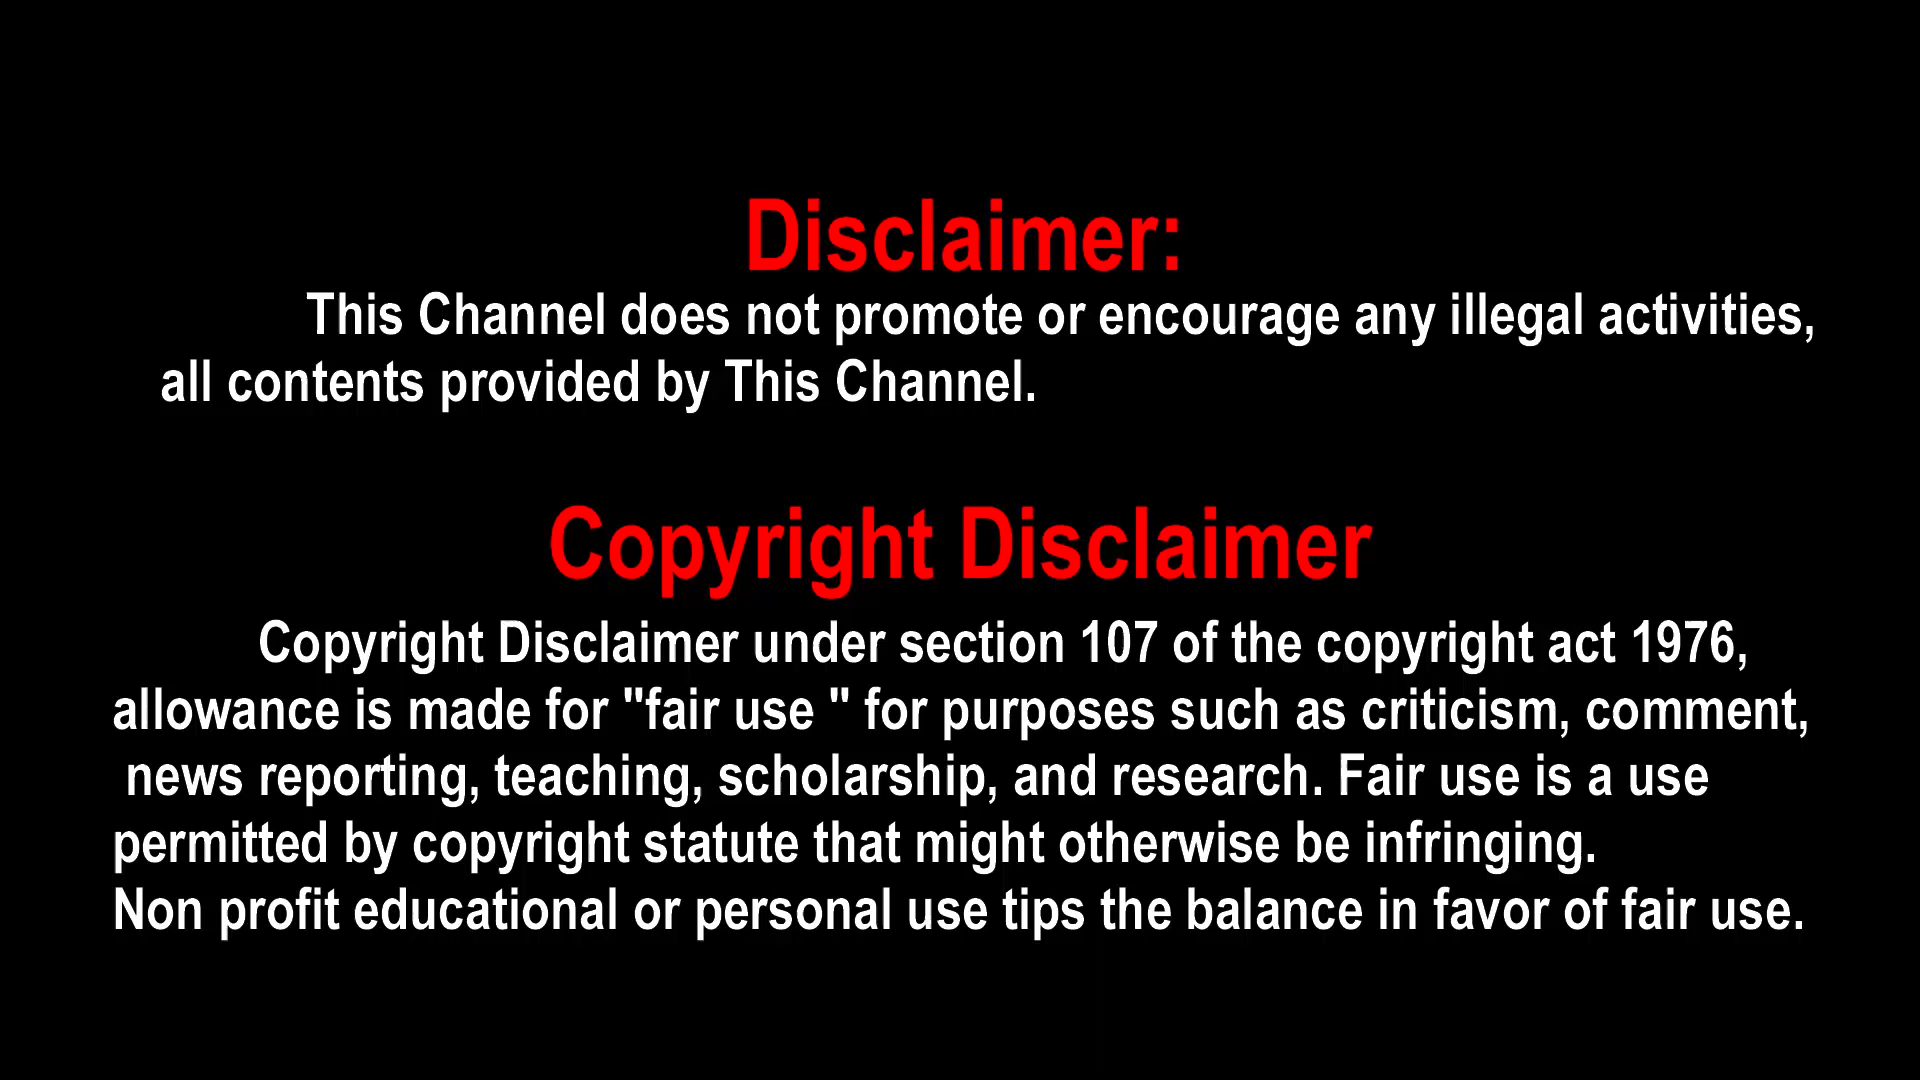 Disclaimer:
This Channel does not promote or encourage any illegal activities,
all contents provided by This Channel.
Copyright Disclaimer
Copyright Disclaimer under section 107 of the copyright act 1976,
allowance is made for "fair use " for purposes such as criticism, comment,
news reporting, teaching, scholarship, and research. Fair use is a use
permitted by copyright statute that might otherwise be infringing.
Non profit educational or personal use tips the balance in favor of fair use.